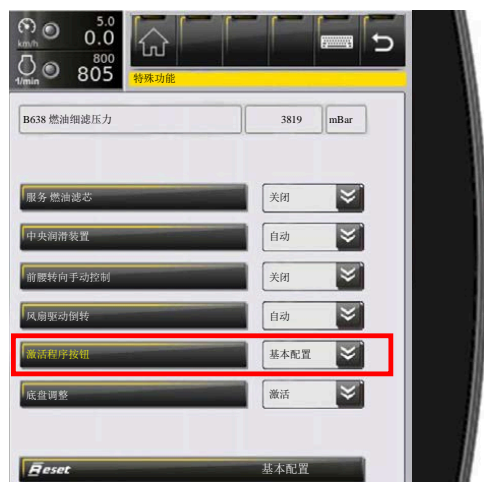 5.0
km/h 0.0
800
1/min 805
特殊功能
B638 燃油细滤压力 3819 mBar
服务 燃油滤芯 关闭
中央润滑装置 自动
前腰转向手动控制 关闭
风扇驱动倒转 自动
激活程序按钮 基本配置
底盘调整 激活
Reset 基本配置